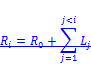 R_i = R_0 + \sum_{j=1}^{j<i} L_j